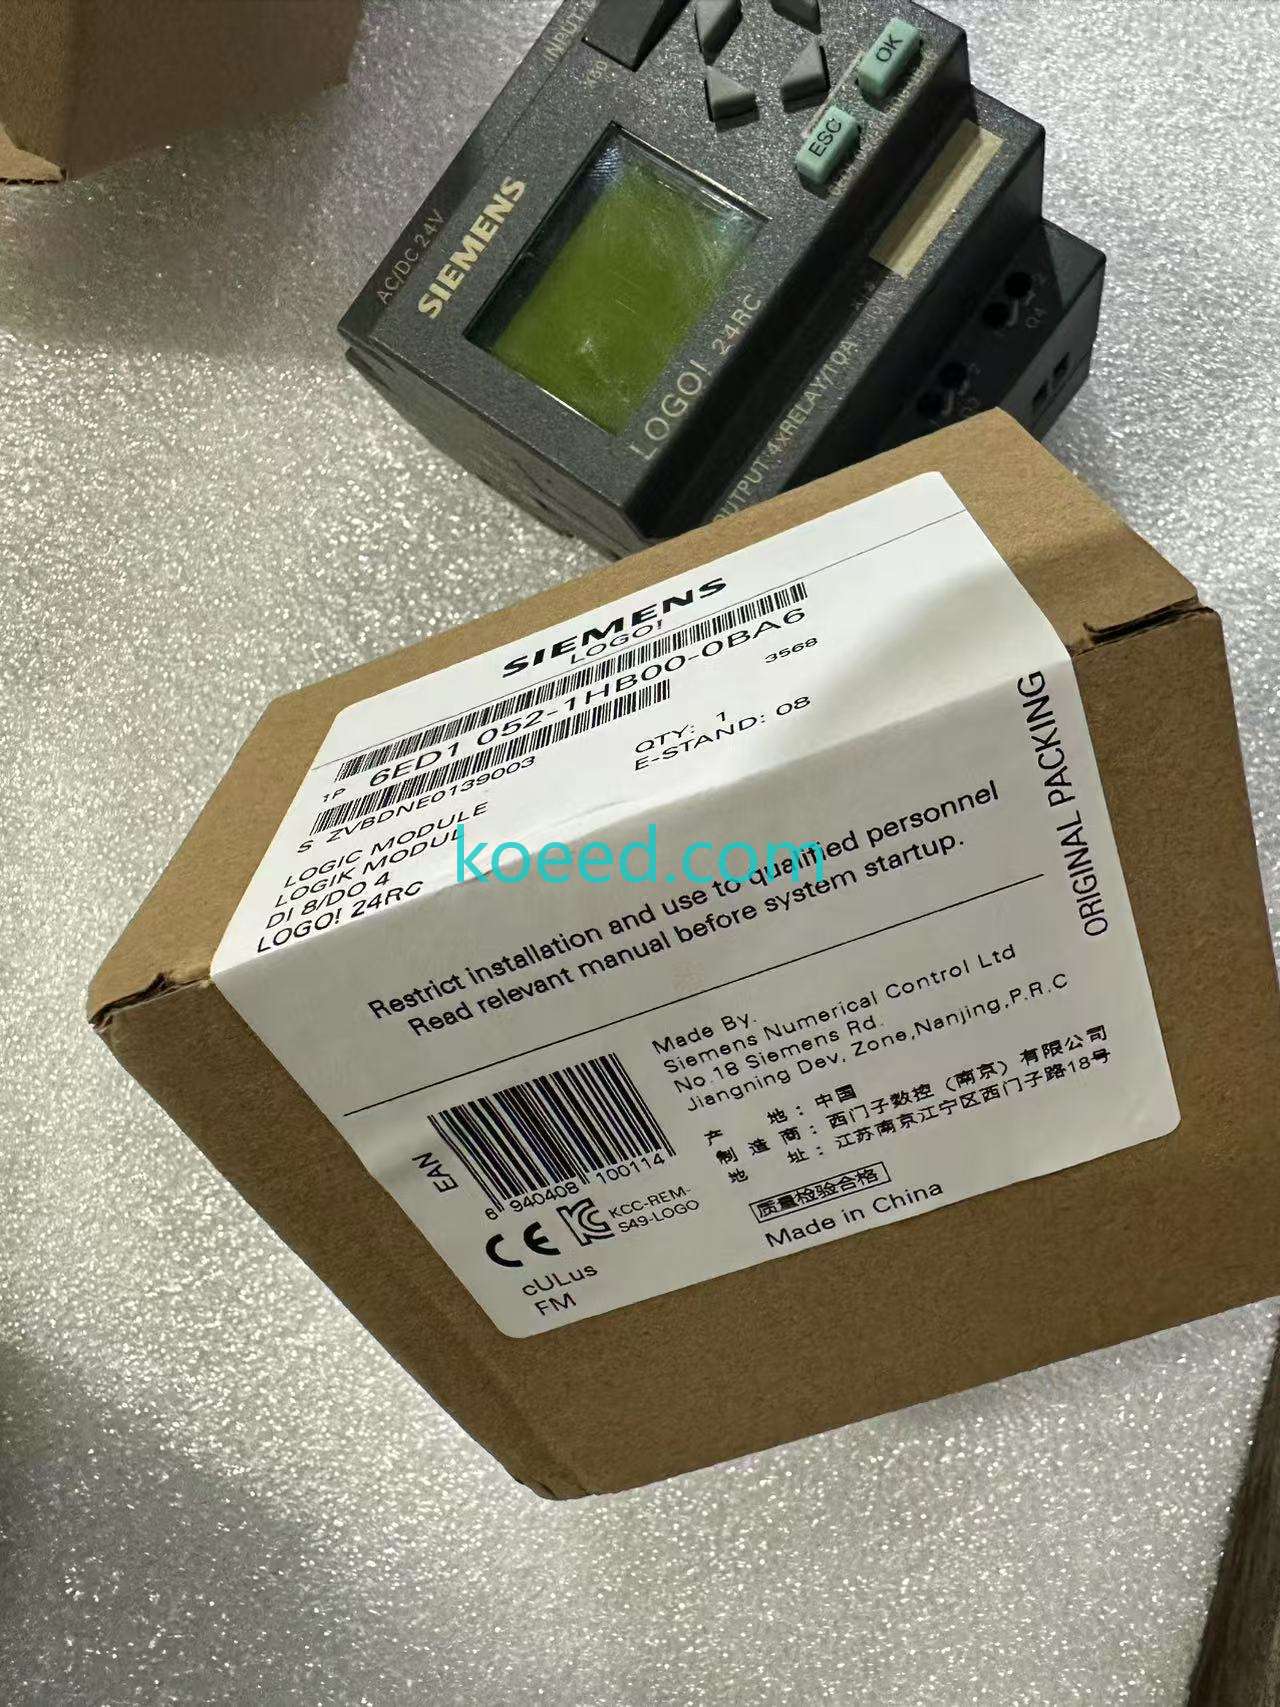 INPUT
AC/DC 24V
SIEMENS
OK
ESC
LOGO! 24RC
OUTPUT 4xRELAY/10A
Q3
Q4
SIEMENS
LOGO!
1P 6ED1 052-1HB00-0BA6
3568
S ZVBDNE0139003
QTY: 1
E-STAND: 08
LOGIC MODULE
LOGIK MODUL
DI 8/DO 4
LOGO! 24RC
koeed.com
Restrict installation and use to qualified personnel
Read relevant manual before system startup.
ORIGINAL PACKING
EAN
6 940408 100114
Made By.
Siemens Numerical Control Ltd
No.18 Siemens Rd.
Jiangning Dev. Zone,Nanjing,P.R.C
产 地：中国
制 造 商：西门子数控（南京）有限公司
地 址：江苏南京江宁区西门子路18号
质量检验合格
Made in China
CE
KC
KCC-REM-
S49-LOGO
cULus
FM